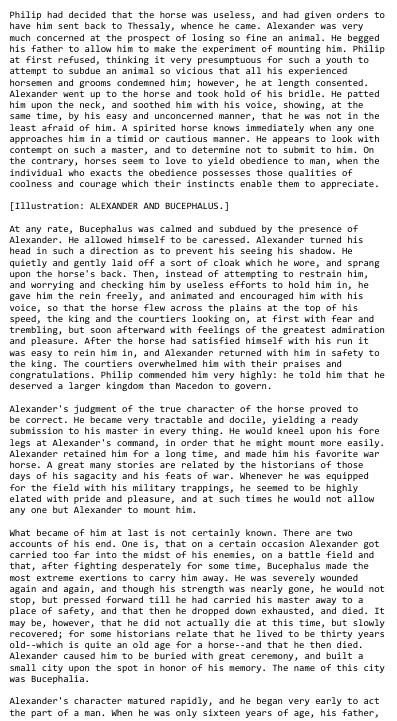 Philip had decided that the horse was useless, and had given orders to
have him sent back to Thessaly, whence he came. Alexander was very
much concerned at the prospect of losing so fine an animal. He begged
his father to allow him to make the experiment of mounting him. Philip
at first refused, thinking it very presumptuous for such a youth to
attempt to subdue an animal so vicious that all his experienced
horsemen and grooms condemned him; however, he at length consented.
Alexander went up to the horse and took hold of his bridle. He patted
him upon the neck, and soothed him with his voice, showing, at the
same time, by his easy and unconcerned manner, that he was not in the
least afraid of him. A spirited horse knows immediately when any one
approaches him in a timid or cautious manner. He appears to look with
contempt on such a master, and to determine not to submit to him. On
the contrary, horses seem to love to yield obedience to man, when the
individual who exacts the obedience possesses those qualities of
coolness and courage which their instincts enable them to appreciate.
[Illustration: ALEXANDER AND BUCEPHALUS.]
At any rate, Bucephalus was calmed and subdued by the presence of
Alexander. He allowed himself to be caressed. Alexander turned his
head in such a direction as to prevent his seeing his shadow. He
quietly and gently laid off a sort of cloak which he wore, and sprang
upon the horse's back. Then, instead of attempting to restrain him,
and worrying and checking him by useless efforts to hold him in, he
gave him the rein freely, and animated and encouraged him with his
voice, so that the horse flew across the plains at the top of his
speed, the king and the courtiers looking on, at first with fear and
trembling, but soon afterward with feelings of the greatest admiration
and pleasure. After the horse had satisfied himself with his run it
was easy to rein him in, and Alexander returned with him in safety to
the king. The courtiers overwhelmed him with their praises and
congratulations. Philip commended him very highly: he told him that he
deserved a larger kingdom than Macedon to govern.
Alexander's judgment of the true character of the horse proved to
be correct. He became very tractable and docile, yielding a ready
submission to his master in every thing. He would kneel upon his fore
legs at Alexander's command, in order that he might mount more easily.
Alexander retained him for a long time, and made him his favorite war
horse. A great many stories are related by the historians of those
days of his sagacity and his feats of war. Whenever he was equipped
for the field with his military trappings, he seemed to be highly
elated with pride and pleasure, and at such times he would not allow
any one but Alexander to mount him.
What became of him at last is not certainly known. There are two
accounts of his end. One is, that on a certain occasion Alexander got
carried too far into the midst of his enemies, on a battle field and
that, after fighting desperately for some time, Bucephalus made the
most extreme exertions to carry him away. He was severely wounded
again and again, and though his strength was nearly gone, he would not
stop, but pressed forward till he had carried his master away to a
place of safety, and that then he dropped down exhausted, and died. It
may be, however, that he did not actually die at this time, but slowly
recovered; for some historians relate that he lived to be thirty years
old--which is quite an old age for a horse--and that he then died.
Alexander caused him to be buried with great ceremony, and built a
small city upon the spot in honor of his memory. The name of this city
was Bucephalia.
Alexander's character matured rapidly, and he began very early to act
the part of a man. When he was only sixteen years of age, his father,